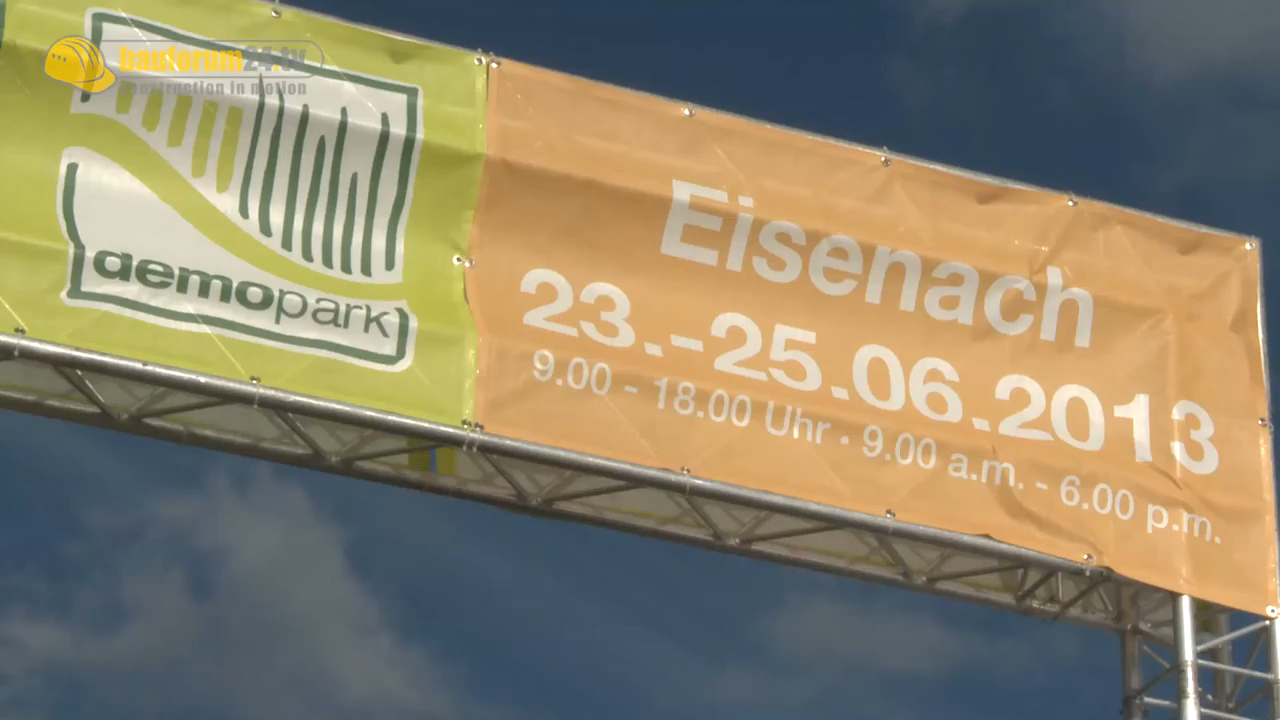 bauforum24.tv
construction in motion
demopark
Eisenach
23.-25.06.2013
9.00 - 18.00 Uhr · 9.00 a.m. - 6.00 p.m.